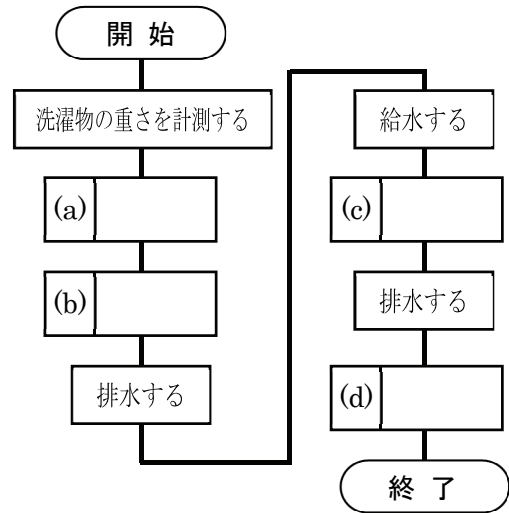 開 始
洗濯物の重さを計測する
(a)
(b)
排水する
給水する
(c)
排水する
(d)
終 了